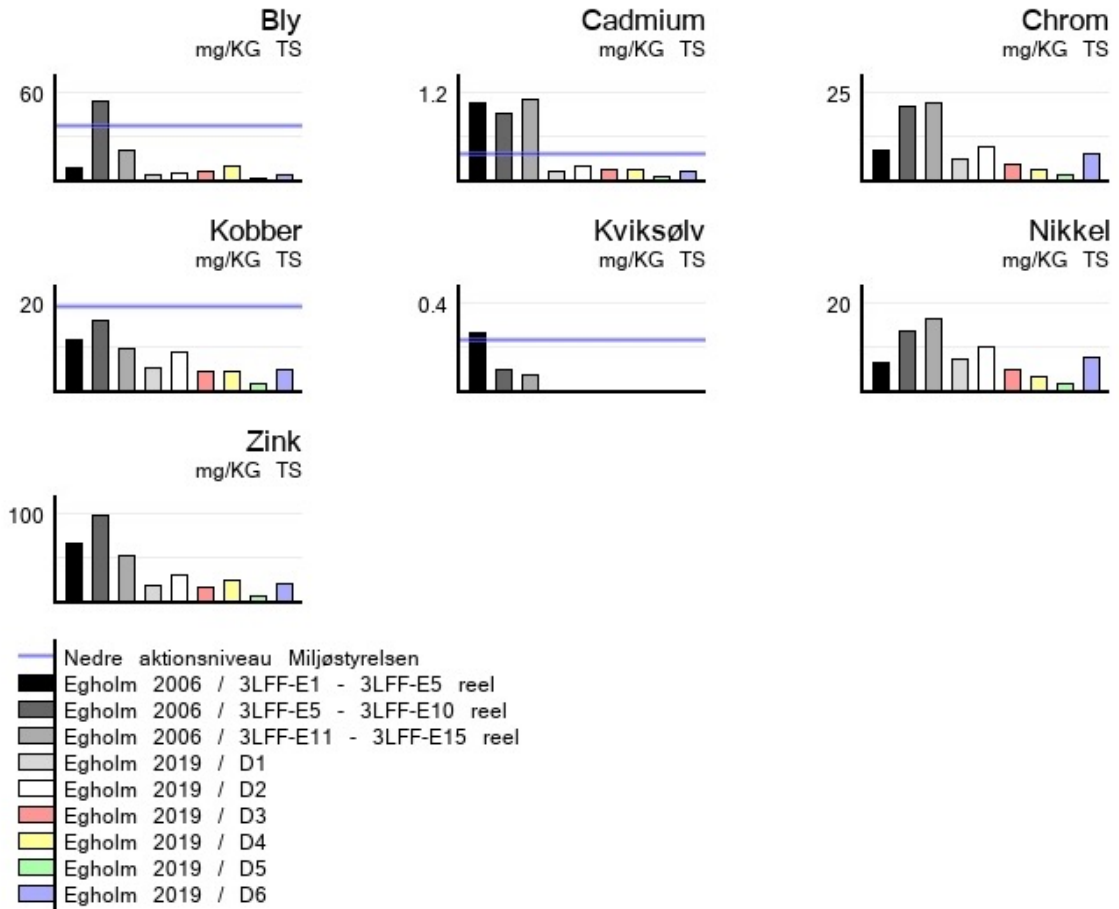 Bly
mg/KG TS
60
Cadmium
mg/KG TS
1.2
Chrom
mg/KG TS
25
Kobber
mg/KG TS
20
Kviksølv
mg/KG TS
0.4
Nikkel
mg/KG TS
20
Zink
mg/KG TS
100
Nedre aktionsniveau Miljøstyrelsen
Egholm 2006 / 3LFF-E1 - 3LFF-E5 reel
Egholm 2006 / 3LFF-E5 - 3LFF-E10 reel
Egholm 2006 / 3LFF-E11 - 3LFF-E15 reel
Egholm 2019 / D1
Egholm 2019 / D2
Egholm 2019 / D3
Egholm 2019 / D4
Egholm 2019 / D5
Egholm 2019 / D6